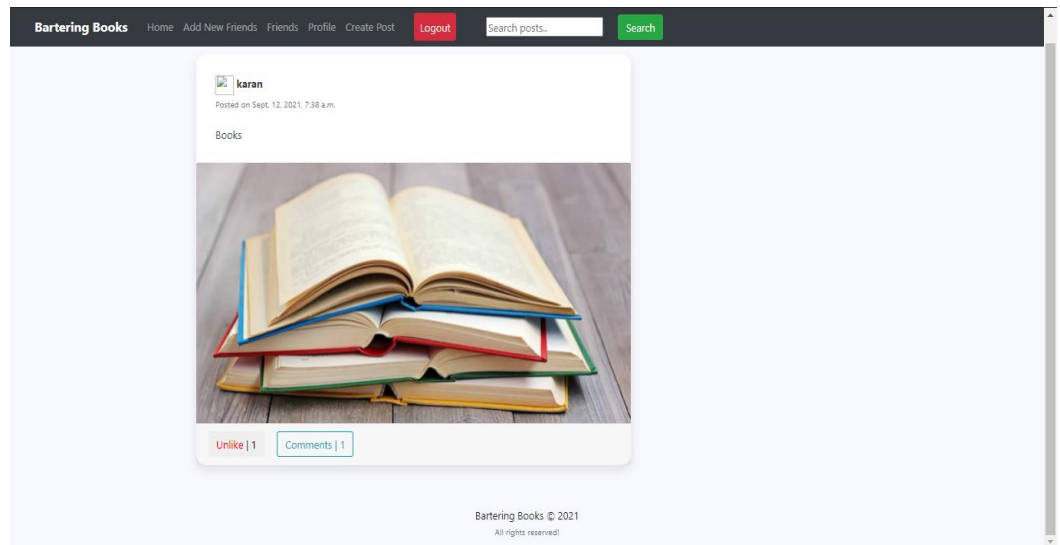 Bartering Books Home Add New Friends Friends Profile Create Post Logout Search posts.. Search
karan
Posted on Sept. 12, 2021, 7:38 a.m.
Books
Unlike | 1 Comments | 1
Bartering Books © 2021
All rights reserved!